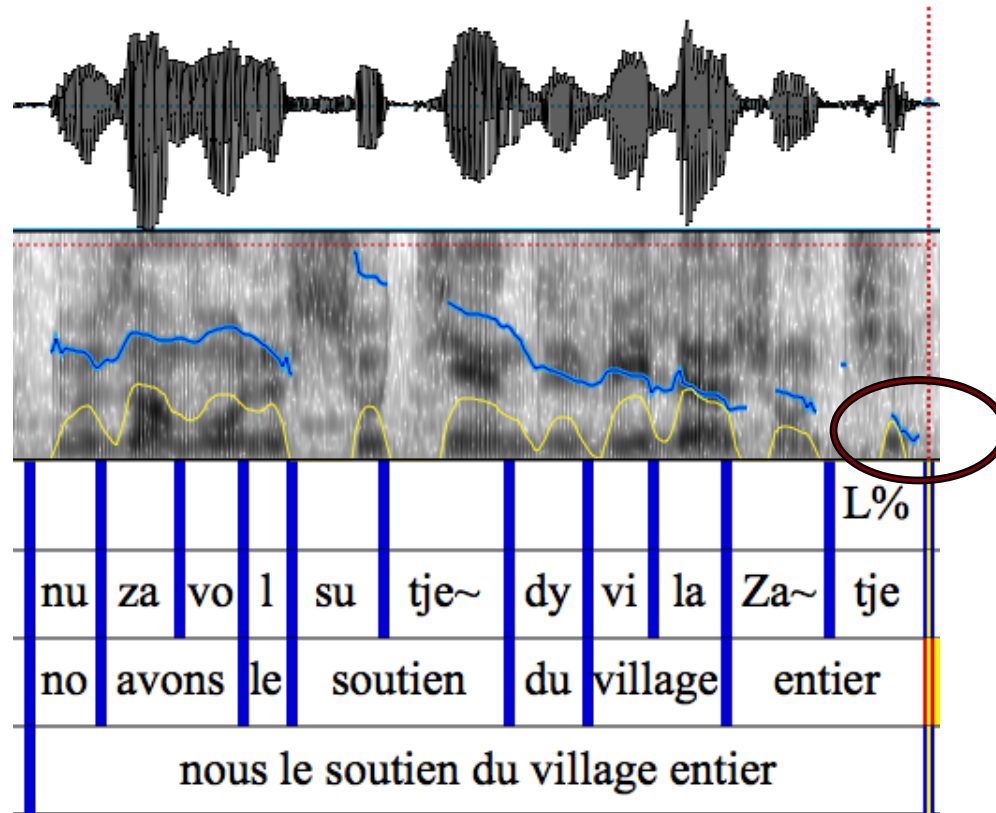 L%
nu za vo l su tje~ dy vi la Za~ tje
no avons le soutien du village entier
nous le soutien du village entier